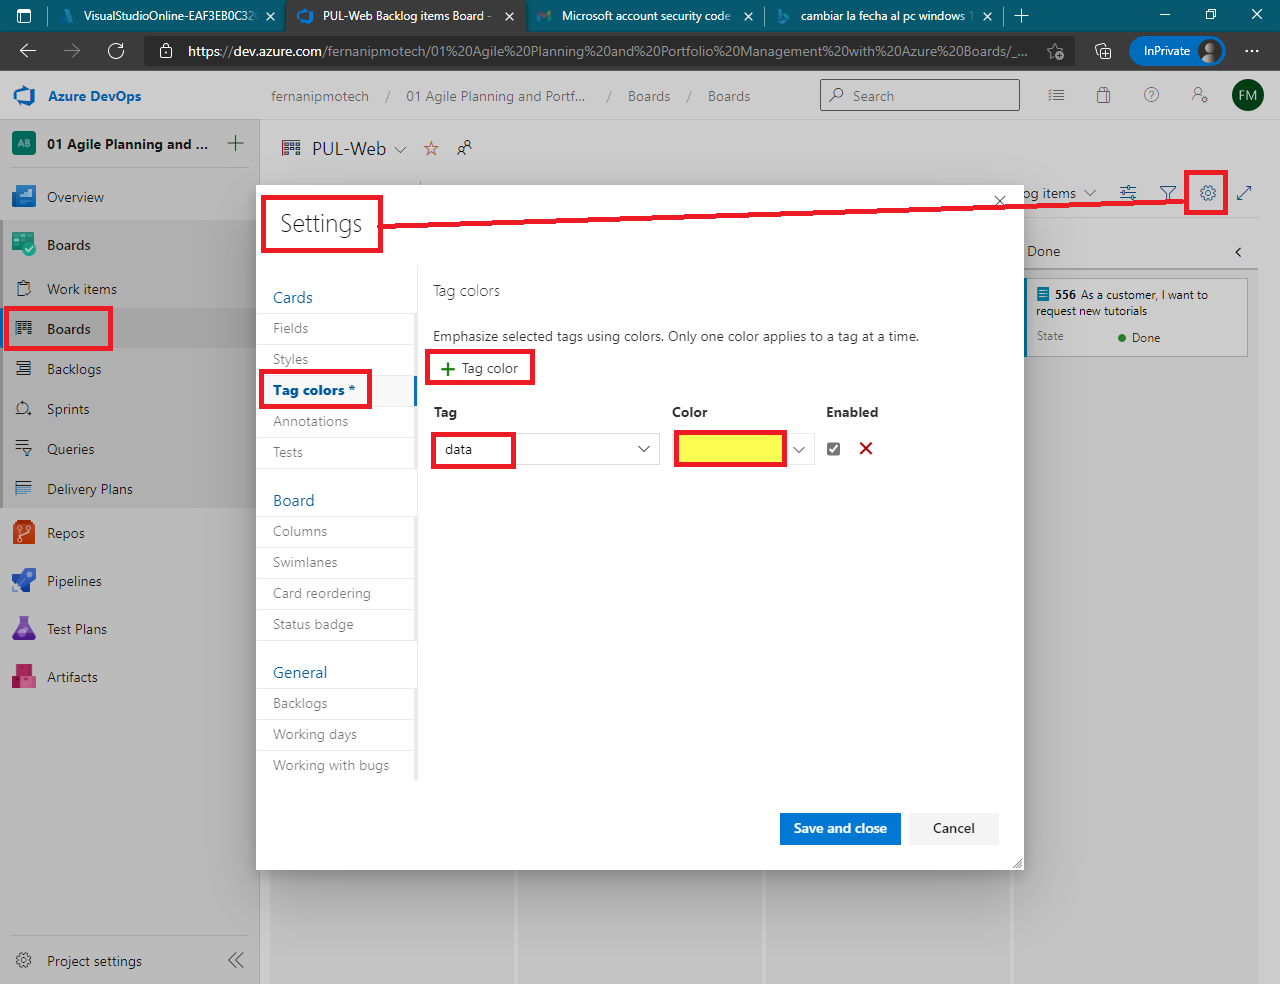 VisualStudioOnline-EAF3EB0C32
PUL-Web Backlog items Board -
Microsoft account security code
cambiar la fecha al pc windows 1
https://dev.azure.com/fernanipmotech/01%20Agile%20Planning%20and%20Portfolio%20Management%20with%20Azure%20Boards/_...
InPrivate
Azure DevOps
fernanipmotech / 01 Agile Planning and Portf... / Boards / Boards
Search
FM
AB 01 Agile Planning and ...
PUL-Web
Overview
Boards
Work items
Boards
Backlogs
Sprints
Queries
Delivery Plans
Repos
Pipelines
Test Plans
Artifacts
Project settings
og items
Done
556 As a customer, I want to
request new tutorials
State
Done
Settings
Cards
Fields
Styles
Tag colors *
Annotations
Tests
Board
Columns
Swimlanes
Card reordering
Status badge
General
Backlogs
Working days
Working with bugs
Tag colors
Emphasize selected tags using colors. Only one color applies to a tag at a time.
Tag color
Tag Color Enabled
data
Save and close
Cancel